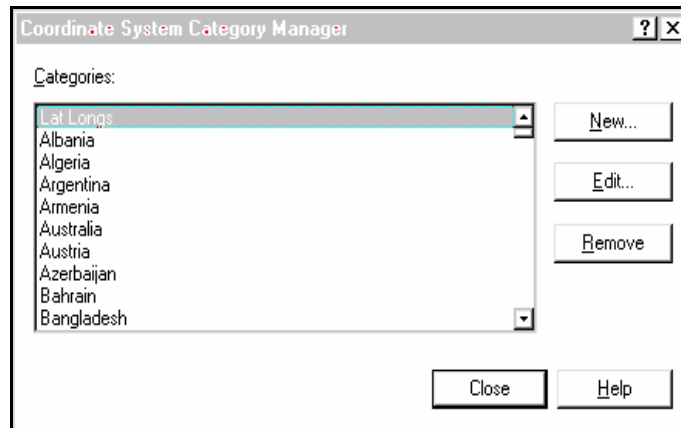 Coordinate System Category Manager
Categories:
Lat Longs
Albania
Algeria
Argentina
Armenia
Australia
Austria
Azerbaijan
Bahrain
Bangladesh
New...
Edit...
Remove
Close
Help